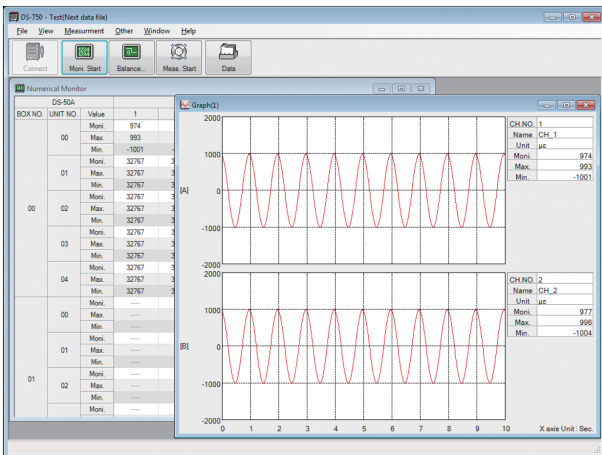 DS-750 - Test(Next data file)
File View Measurment Other Window Help
Connect Moni. Start Balance... Meas. Start Data
Numerical Monitor
DS-50A
BOX NO. UNIT NO. Value 1
00 00 Moni. 974
Max. 993
Min. -1001
01 Moni. 32767
Max. 32767
Min. 32767
02 Moni. 32767
Max. 32767
Min. 32767
03 Moni. 32767
Max. 32767
Min. 32767
04 Moni. 32767
Max. 32767
Min. 32767
01 00 Moni. ----
Max. ----
Min. ----
01 Moni. ----
Max. ----
Min. ----
02 Moni. ----
Max. ----
Min. ----
Moni. ----
Graph(1)
[A]
2000
1000
0
-1000
-2000
CH.NO. 1
Name CH_1
Unit με
Moni. 974
Max. 993
Min. -1001
[B]
2000
1000
0
-1000
-2000
CH.NO. 2
Name CH_2
Unit με
Moni. 977
Max. 996
Min. -1004
0 1 2 3 4 5 6 7 8 9 10
X axis Unit : Sec.